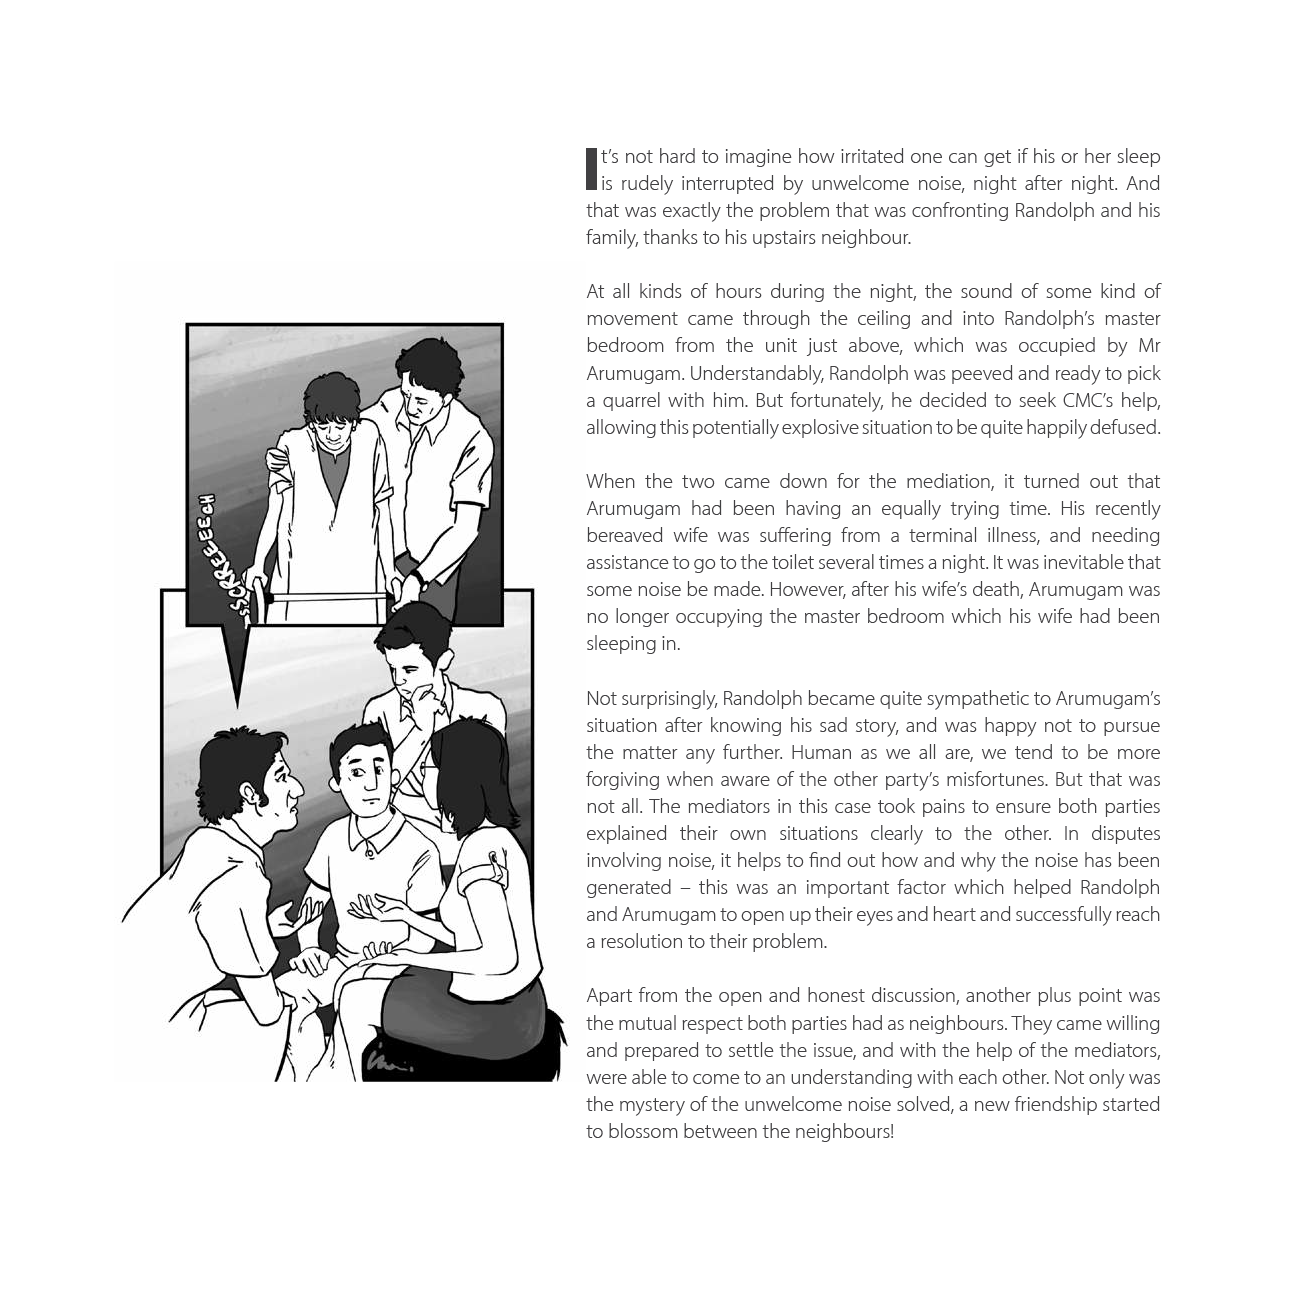 It's not hard to imagine how irritated one can get if his or her sleep
is rudely interrupted by unwelcome noise, night after night. And
that was exactly the problem that was confronting Randolph and his
family, thanks to his upstairs neighbour.
At all kinds of hours during the night, the sound of some kind of
movement came through the ceiling and into Randolph's master
bedroom from the unit just above, which was occupied by Mr
Arumugam. Understandably, Randolph was peeved and ready to pick
a quarrel with him. But fortunately, he decided to seek CMC's help,
allowing this potentially explosive situation to be quite happily defused.
When the two came down for the mediation, it turned out that
Arumugam had been having an equally trying time. His recently
bereaved wife was suffering from a terminal illness, and needing
assistance to go to the toilet several times a night. It was inevitable that
some noise be made. However, after his wife's death, Arumugam was
no longer occupying the master bedroom which his wife had been
sleeping in.
Not surprisingly, Randolph became quite sympathetic to Arumugam's
situation after knowing his sad story, and was happy not to pursue
the matter any further. Human as we all are, we tend to be more
forgiving when aware of the other party's misfortunes. But that was
not all. The mediators in this case took pains to ensure both parties
explained their own situations clearly to the other. In disputes
involving noise, it helps to find out how and why the noise has been
generated – this was an important factor which helped Randolph
and Arumugam to open up their eyes and heart and successfully reach
a resolution to their problem.
Apart from the open and honest discussion, another plus point was
the mutual respect both parties had as neighbours. They came willing
and prepared to settle the issue, and with the help of the mediators,
were able to come to an understanding with each other. Not only was
the mystery of the unwelcome noise solved, a new friendship started
to blossom between the neighbours!